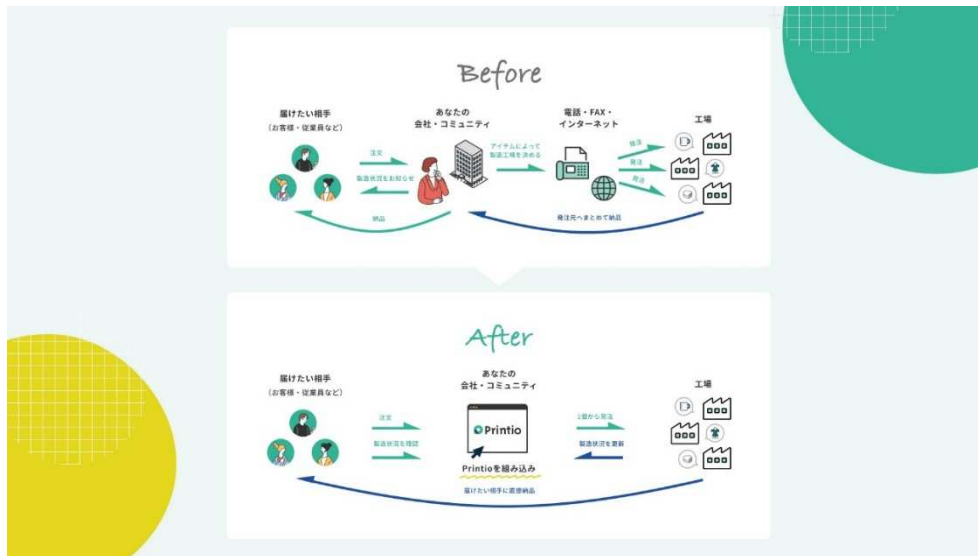 Before
届けたい相手
(お客様・従業員など)
あなたの
会社・コミュニティ
電話・FAX・
インターネット
工場
注文
製造状況をお知らせ
アイテムによって
製造工場を決める
発注
発注
発注
納品
発注元へまとめて納品
After
届けたい相手
(お客様・従業員など)
あなたの
会社・コミュニティ
工場
注文
製造状況を確認
Printio
1個から発注
製造状況を更新
Printioを組み込み
届けたい相手に直接納品